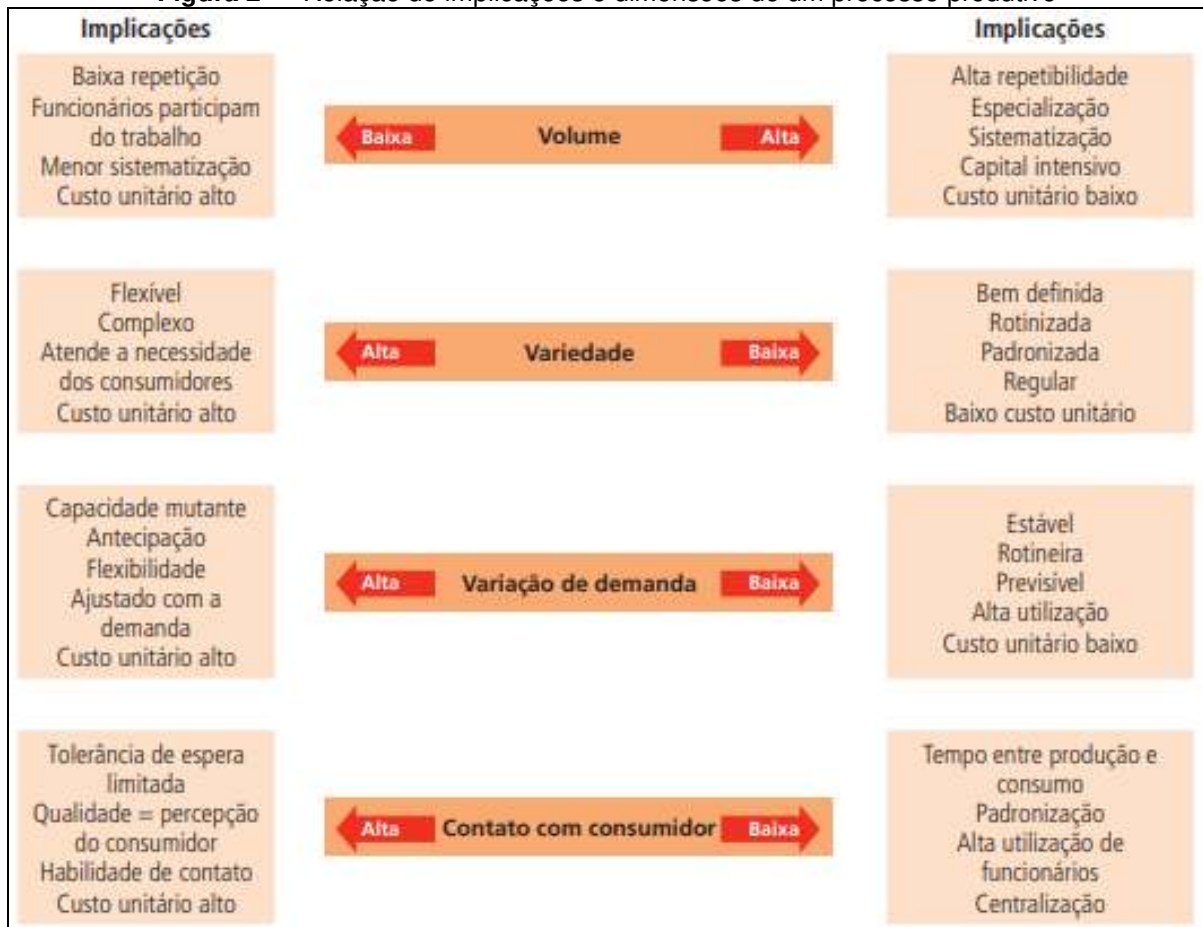 Implicações
Implicações
Baixa repetição
Funcionários participam
do trabalho
Menor sistematização
Custo unitário alto
Baixa
Volume
Alta
Alta repetibilidade
Especialização
Sistematização
Capital intensivo
Custo unitário baixo
Flexível
Complexo
Atende a necessidade
dos consumidores
Custo unitário alto
Alta
Variedade
Baixa
Bem definida
Rotinizada
Padronizada
Regular
Baixo custo unitário
Capacidade mutante
Antecipação
Flexibilidade
Ajustado com a
demanda
Custo unitário alto
Alta
Variação de demanda
Baixa
Estável
Rotineira
Previsível
Alta utilização
Custo unitário baixo
Tolerância de espera
limitada
Qualidade = percepção
do consumidor
Habilidade de contato
Custo unitário alto
Alta
Contato com consumidor
Baixa
Tempo entre produção e
consumo
Padronização
Alta utilização de
funcionários
Centralização